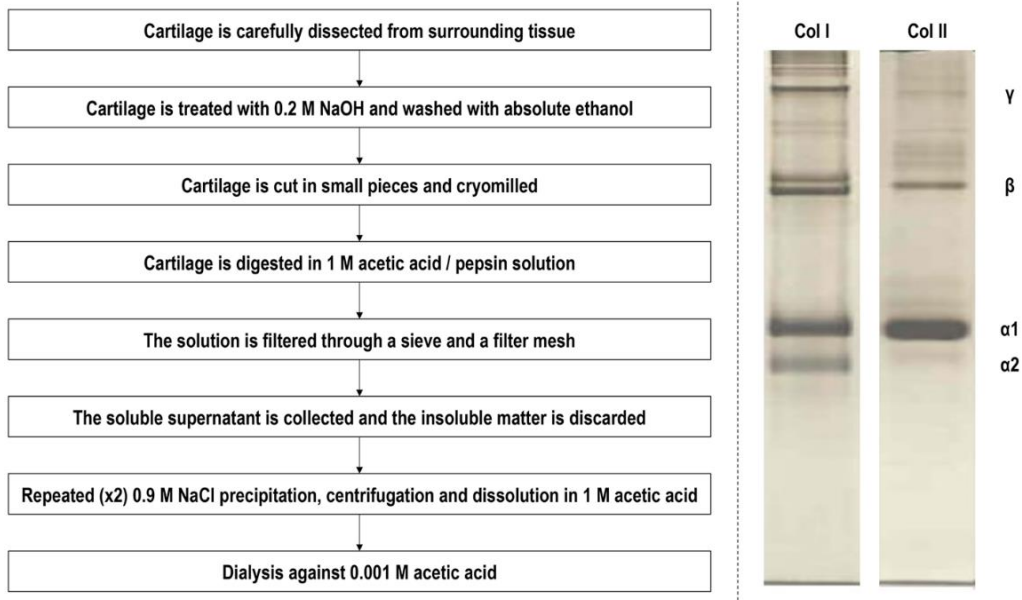 Cartilage is carefully dissected from surrounding tissue
Cartilage is treated with 0.2 M NaOH and washed with absolute ethanol
Cartilage is cut in small pieces and cryomilled
Cartilage is digested in 1 M acetic acid / pepsin solution
The solution is filtered through a sieve and a filter mesh
The soluble supernatant is collected and the insoluble matter is discarded
Repeated (x2) 0.9 M NaCl precipitation, centrifugation and dissolution in 1 M acetic acid
Dialysis against 0.001 M acetic acid
Col I
Col II
γ
β
α1
α2